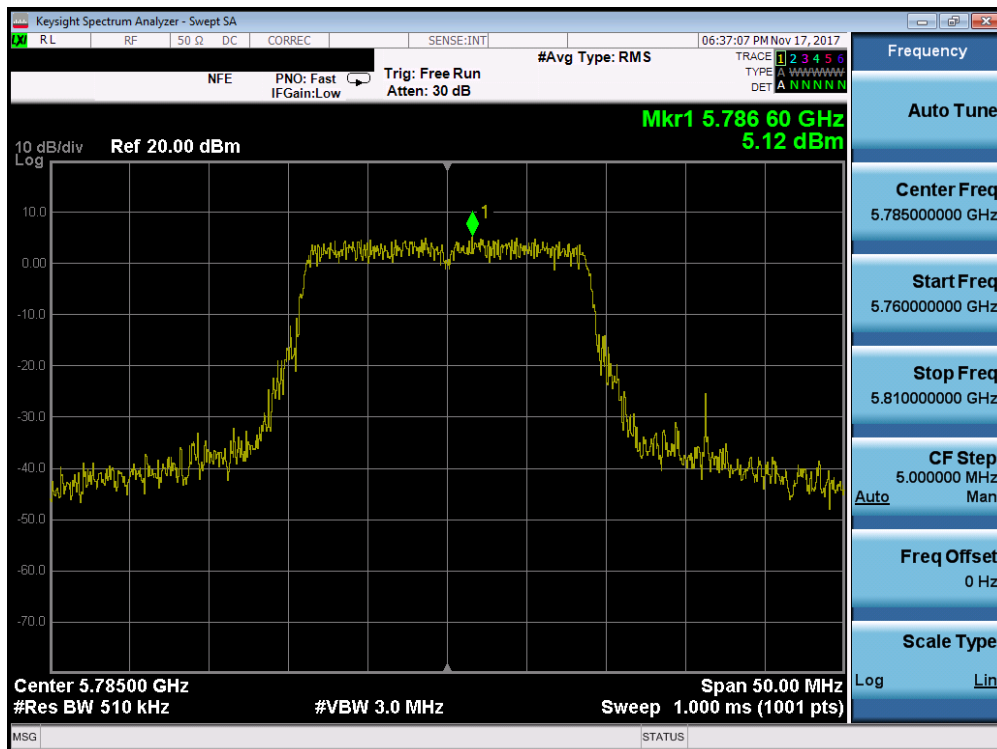 Keysight Spectrum Analyzer - Swept SA
LXI RL RF 50 Ω DC CORREC SENSE:INT 06:37:07 PM Nov 17, 2017
NFE PNO: Fast Trig: Free Run #Avg Type: RMS TRACE 1 2 3 4 5 6
IFGain:Low Atten: 30 dB TYPE A WWWWW
DET A N N N N N
Mkr1 5.786 60 GHz
5.12 dBm
10 dB/div Ref 20.00 dBm
Log
10.0
1
0.00
-10.0
-20.0
-30.0
-40.0
-50.0
-60.0
-70.0
Center 5.78500 GHz Span 50.00 MHz
#Res BW 510 kHz #VBW 3.0 MHz Sweep 1.000 ms (1001 pts)
MSG STATUS
Frequency
Auto Tune
Center Freq
5.785000000 GHz
Start Freq
5.760000000 GHz
Stop Freq
5.810000000 GHz
CF Step
5.000000 MHz
Auto Man
Freq Offset
0 Hz
Scale Type
Log Lin